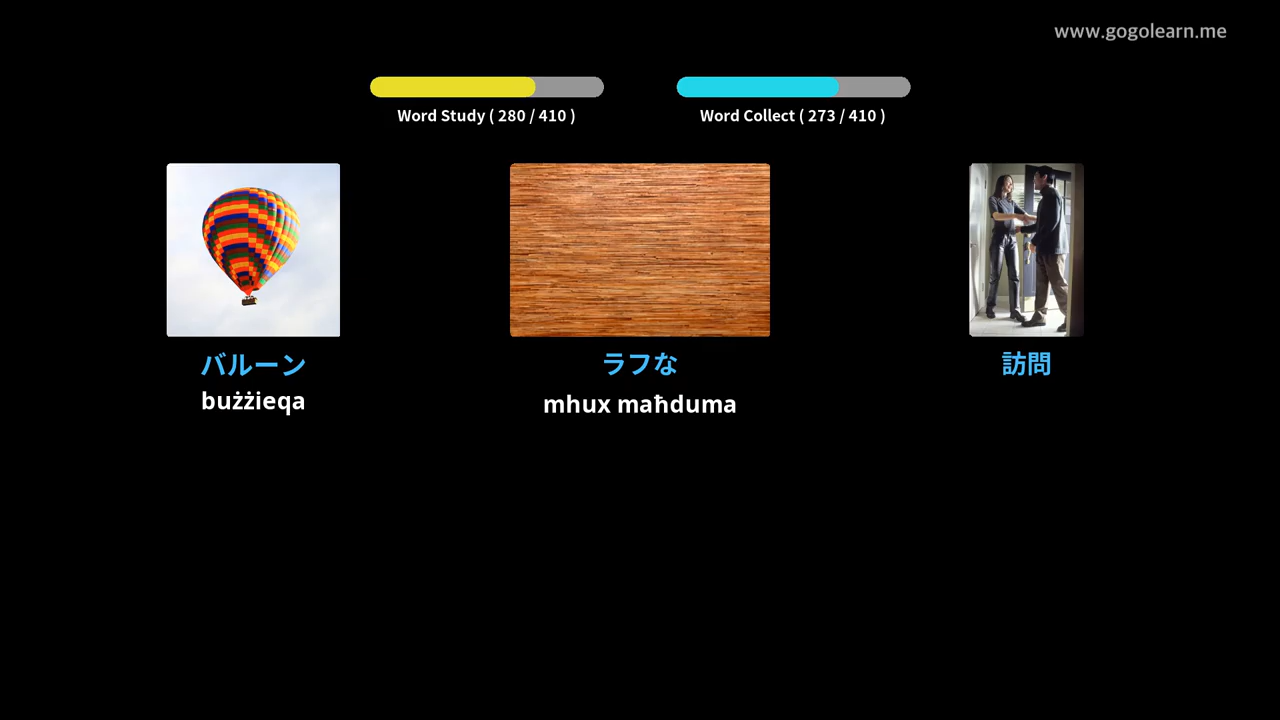 www.gogolearn.me
Word Study ( 280 / 410 )
Word Collect ( 273 / 410 )
バルーン
bużżieqa
ラフな
mhux maħduma
訪問